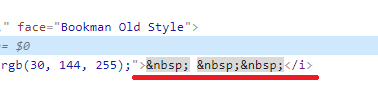 ." face="Bookman Old Style">
= $0
rgb(30, 144, 255);">&nbsp; &nbsp;&nbsp;</i>